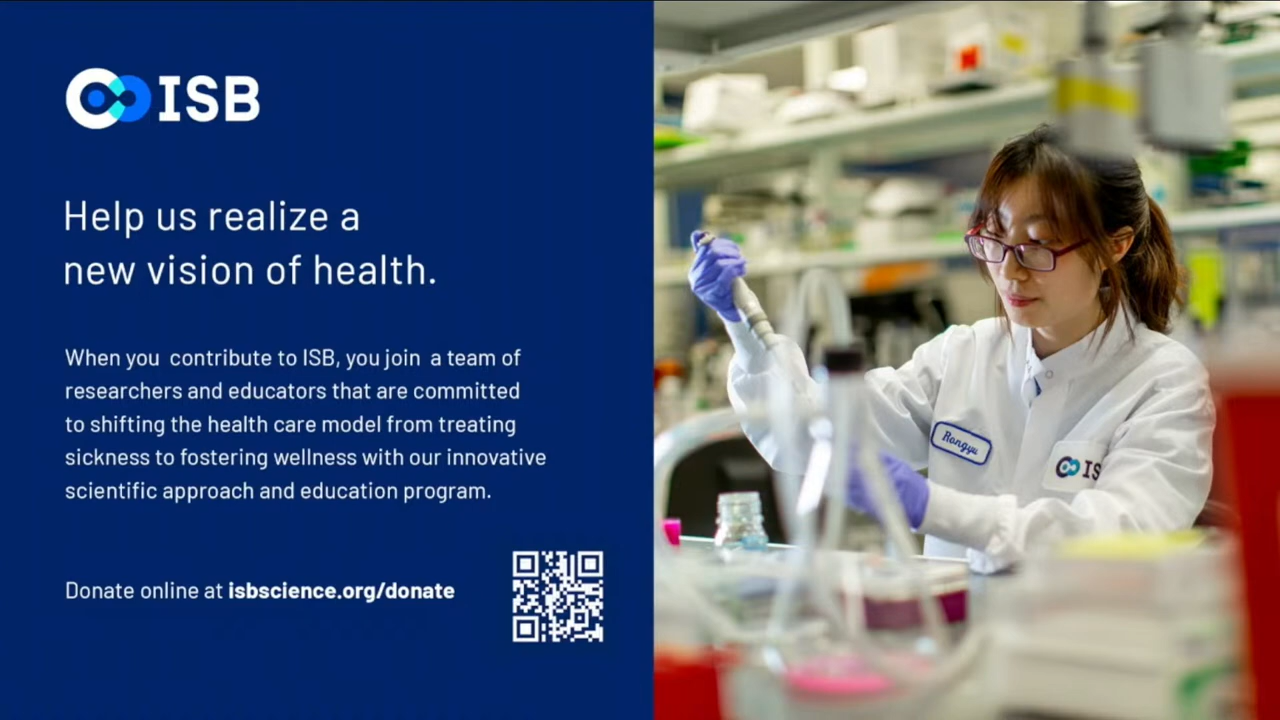 ISB
Help us realize a
new vision of health.
When you contribute to ISB, you join a team of
researchers and educators that are committed
to shifting the health care model from treating
sickness to fostering wellness with our innovative
scientific approach and education program.
Donate online at isbscience.org/donate
Rongyu
IS